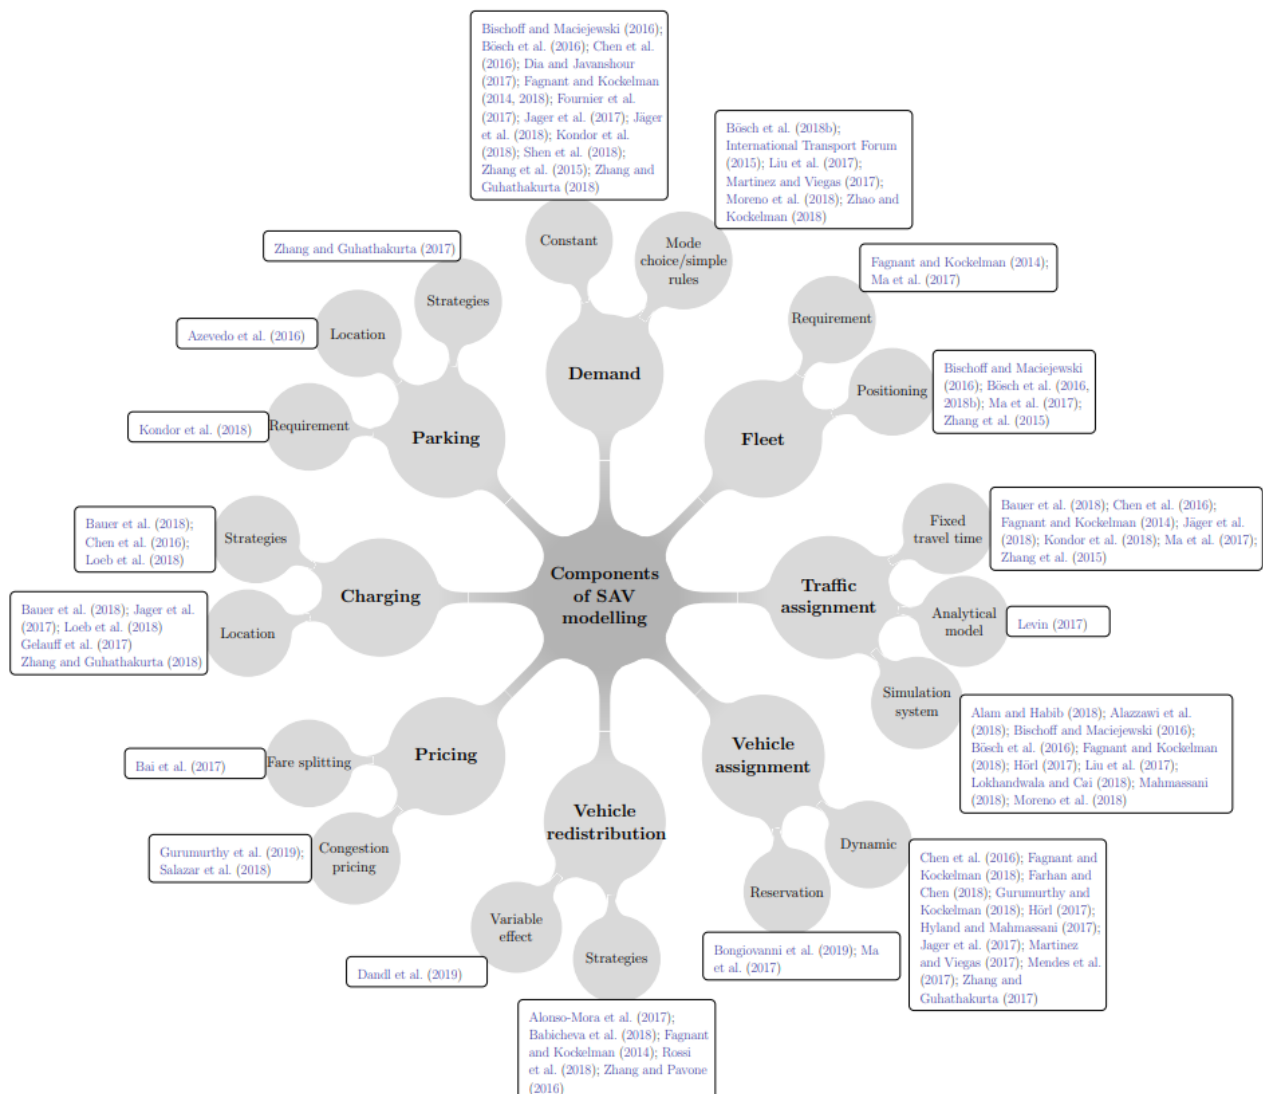 Bischoff and Maciejewski (2016);
Bösch et al. (2016); Chen et al.
(2016); Dia and Javanshour
(2017); Fagnant and Kockelman
(2014, 2018); Fournier et al.
(2017); Jager et al. (2017); Jäger
et al. (2018); Kondor et al.
(2018); Shen et al. (2018);
Zhang et al. (2015); Zhang and
Guhathakurta (2018)
Constant
Bösch et al. (2018b);
International Transport Forum
(2015); Liu et al. (2017);
Martinez and Viegas (2017);
Moreno et al. (2018); Zhao and
Kockelman (2018)
Mode
choice/simple
rules
Demand
Zhang and Guhathakurta (2017)
Strategies
Azevedo et al. (2016)
Location
Kondor et al. (2018)
Requirement
Parking
Fagnant and Kockelman (2014);
Ma et al. (2017)
Requirement
Bischoff and Maciejewski
(2016); Bösch et al. (2016,
2018b); Ma et al. (2017);
Zhang et al. (2015)
Positioning
Fleet
Bauer et al. (2018);
Chen et al. (2016);
Loeb et al. (2018)
Strategies
Bauer et al. (2018); Jager et al.
(2017); Loeb et al. (2018)
Gelauff et al. (2017)
Zhang and Guhathakurta (2018)
Location
Charging
Components
of SAV
modelling
Traffic
assignment
Fixed
travel time
Bauer et al. (2018); Chen et al. (2016);
Fagnant and Kockelman (2014); Jäger et al.
(2018); Kondor et al. (2018); Ma et al. (2017);
Zhang et al. (2015)
Analytical
model
Levin (2017)
Simulation
system
Alam and Habib (2018); Alazzawi et al.
(2018); Bischoff and Maciejewski (2016);
Bösch et al. (2016); Fagnant and Kockelman
(2018); Hörl (2017); Liu et al. (2017);
Lokhandwala and Cai (2018); Mahmassani
(2018); Moreno et al. (2018)
Pricing
Bai et al. (2017)
Fare splitting
Gurumurthy et al. (2019);
Salazar et al. (2018)
Congestion
pricing
Vehicle
redistribution
Variable
effect
Dandl et al. (2019)
Strategies
Alonso-Mora et al. (2017);
Babicheva et al. (2018); Fagnant
and Kockelman (2014); Rossi
et al. (2018); Zhang and Pavone
(2016)
Vehicle
assignment
Reservation
Bongiovanni et al. (2019); Ma
et al. (2017)
Dynamic
Chen et al. (2016); Fagnant and
Kockelman (2018); Farhan and
Chen (2018); Gurumurthy and
Kockelman (2018); Hörl (2017);
Hyland and Mahmassani (2017);
Jager et al. (2017); Martinez
and Viegas (2017); Mendes et al.
(2017); Zhang and
Guhathakurta (2017)